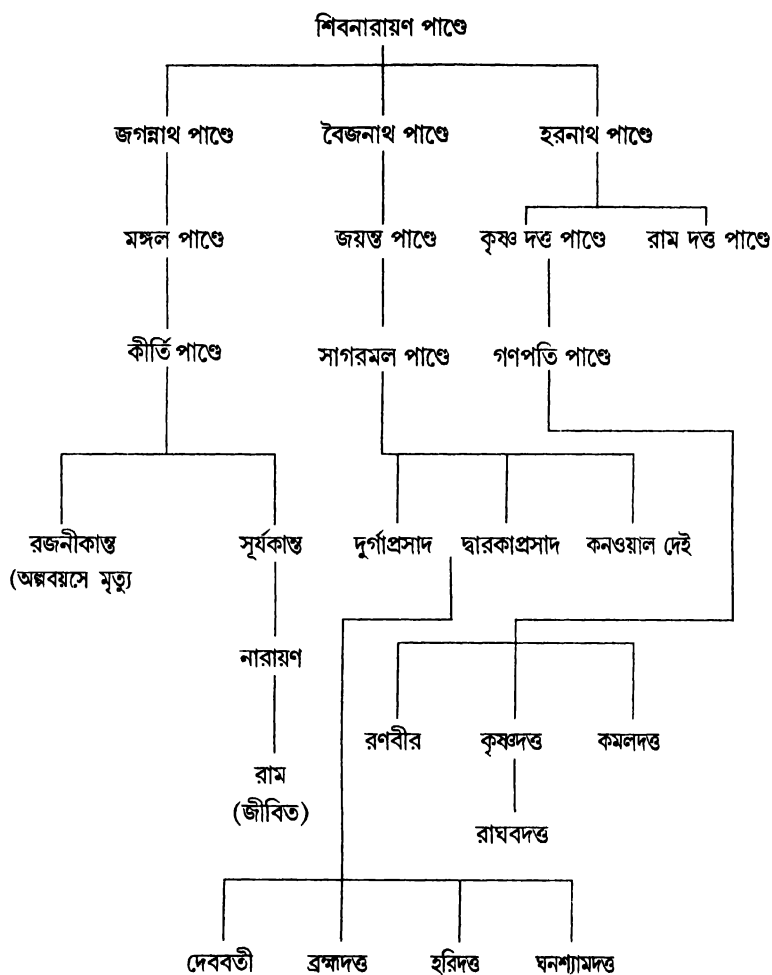 শিবনারায়ণ পাণ্ডে
জগন্নাথ পাণ্ডে বৈজনাথ পাণ্ডে হরনাথ পাণ্ডে
মঙ্গল পাণ্ডে জয়ন্ত পাণ্ডে কৃষ্ণ দত্ত পাণ্ডে রাম দত্ত পাণ্ডে
কীর্তি পাণ্ডে সাগরমল পাণ্ডে গণপতি পাণ্ডে
রজনীকান্ত সূর্যকান্ত দুর্গাপ্রসাদ দ্বারকাপ্রসাদ কনওয়াল দেই
(অল্পবয়সে মৃত্যু
নারায়ণ
রণবীর কৃষ্ণদত্ত কমলদত্ত
রাম
(জীবিত)
রাঘবদত্ত
দেববতী ব্রহ্মদত্ত হরিদত্ত ঘনশ্যামদত্ত